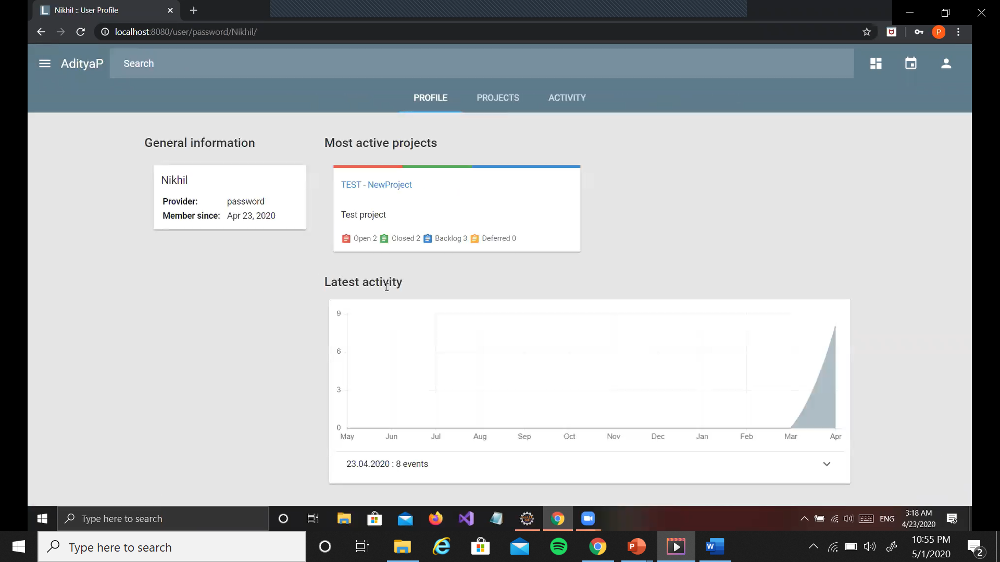 Nikhil :: User Profile
localhost:8080/user/password/Nikhil/
P
AdityaP
Search
PROFILE PROJECTS ACTIVITY
General information
Nikhil
Provider: password
Member since: Apr 23, 2020
Most active projects
TEST - NewProject
Test project
Open 2 Closed 2 Backlog 3 Deferred 0
Latest activity
9
6
3
0
May Jun Jul Aug Sep Oct Nov Dec Jan Feb Mar Apr
23.04.2020 : 8 events
Type here to search
ENG
3:18 AM
4/23/2020
Type here to search
10:55 PM
5/1/2020
2